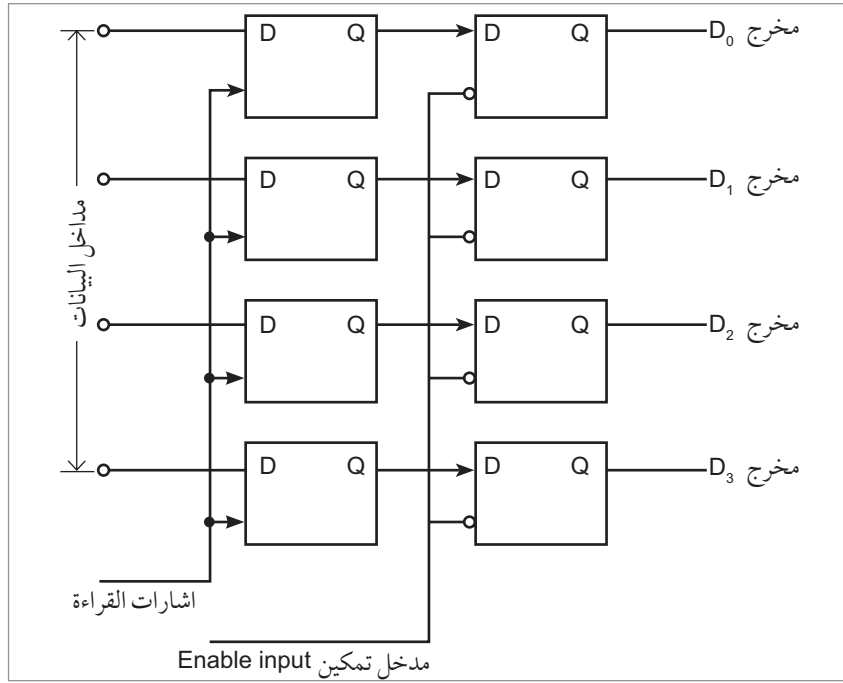 D Q D Q مخرج D₀
D Q D Q مخرج D₁
مداخل البيانات
D Q D Q مخرج D₂
D Q D Q مخرج D₃
اشارات القراءة
مدخل تمكين Enable input